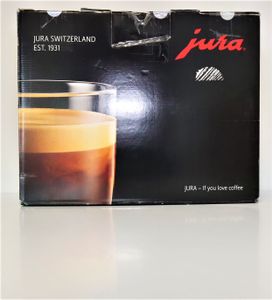 JURA SWITZERLAND
EST. 1931
jura
JURA – If you love coffee